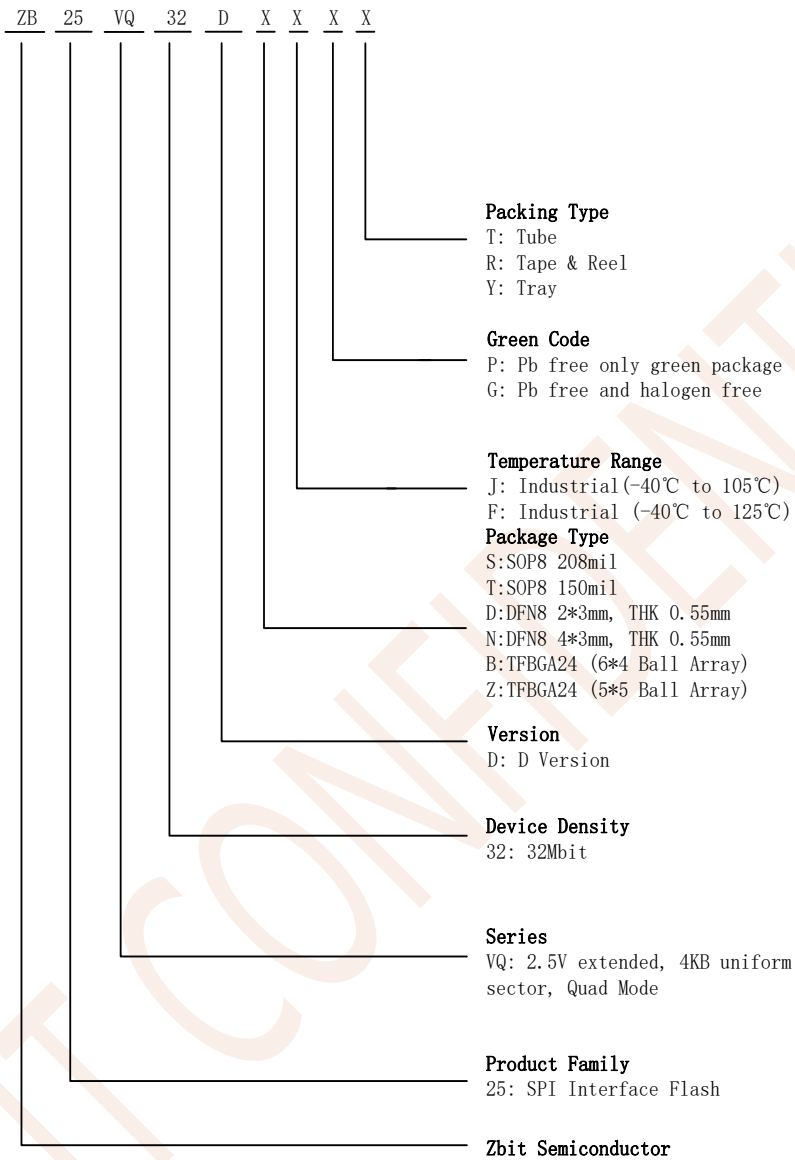 ZB 25 VQ 32 D X X X X
Packing Type
T: Tube
R: Tape & Reel
Y: Tray
Green Code
P: Pb free only green package
G: Pb free and halogen free
Temperature Range
J: Industrial(-40℃ to 105℃)
F: Industrial (-40℃ to 125℃)
Package Type
S:SOP8 208mil
T:SOP8 150mil
D:DFN8 2*3mm, THK 0.55mm
N:DFN8 4*3mm, THK 0.55mm
B:TFBGA24 (6*4 Ball Array)
Z:TFBGA24 (5*5 Ball Array)
Version
D: D Version
Device Density
32: 32Mbit
Series
VQ: 2.5V extended, 4KB uniform
sector, Quad Mode
Product Family
25: SPI Interface Flash
Zbit Semiconductor